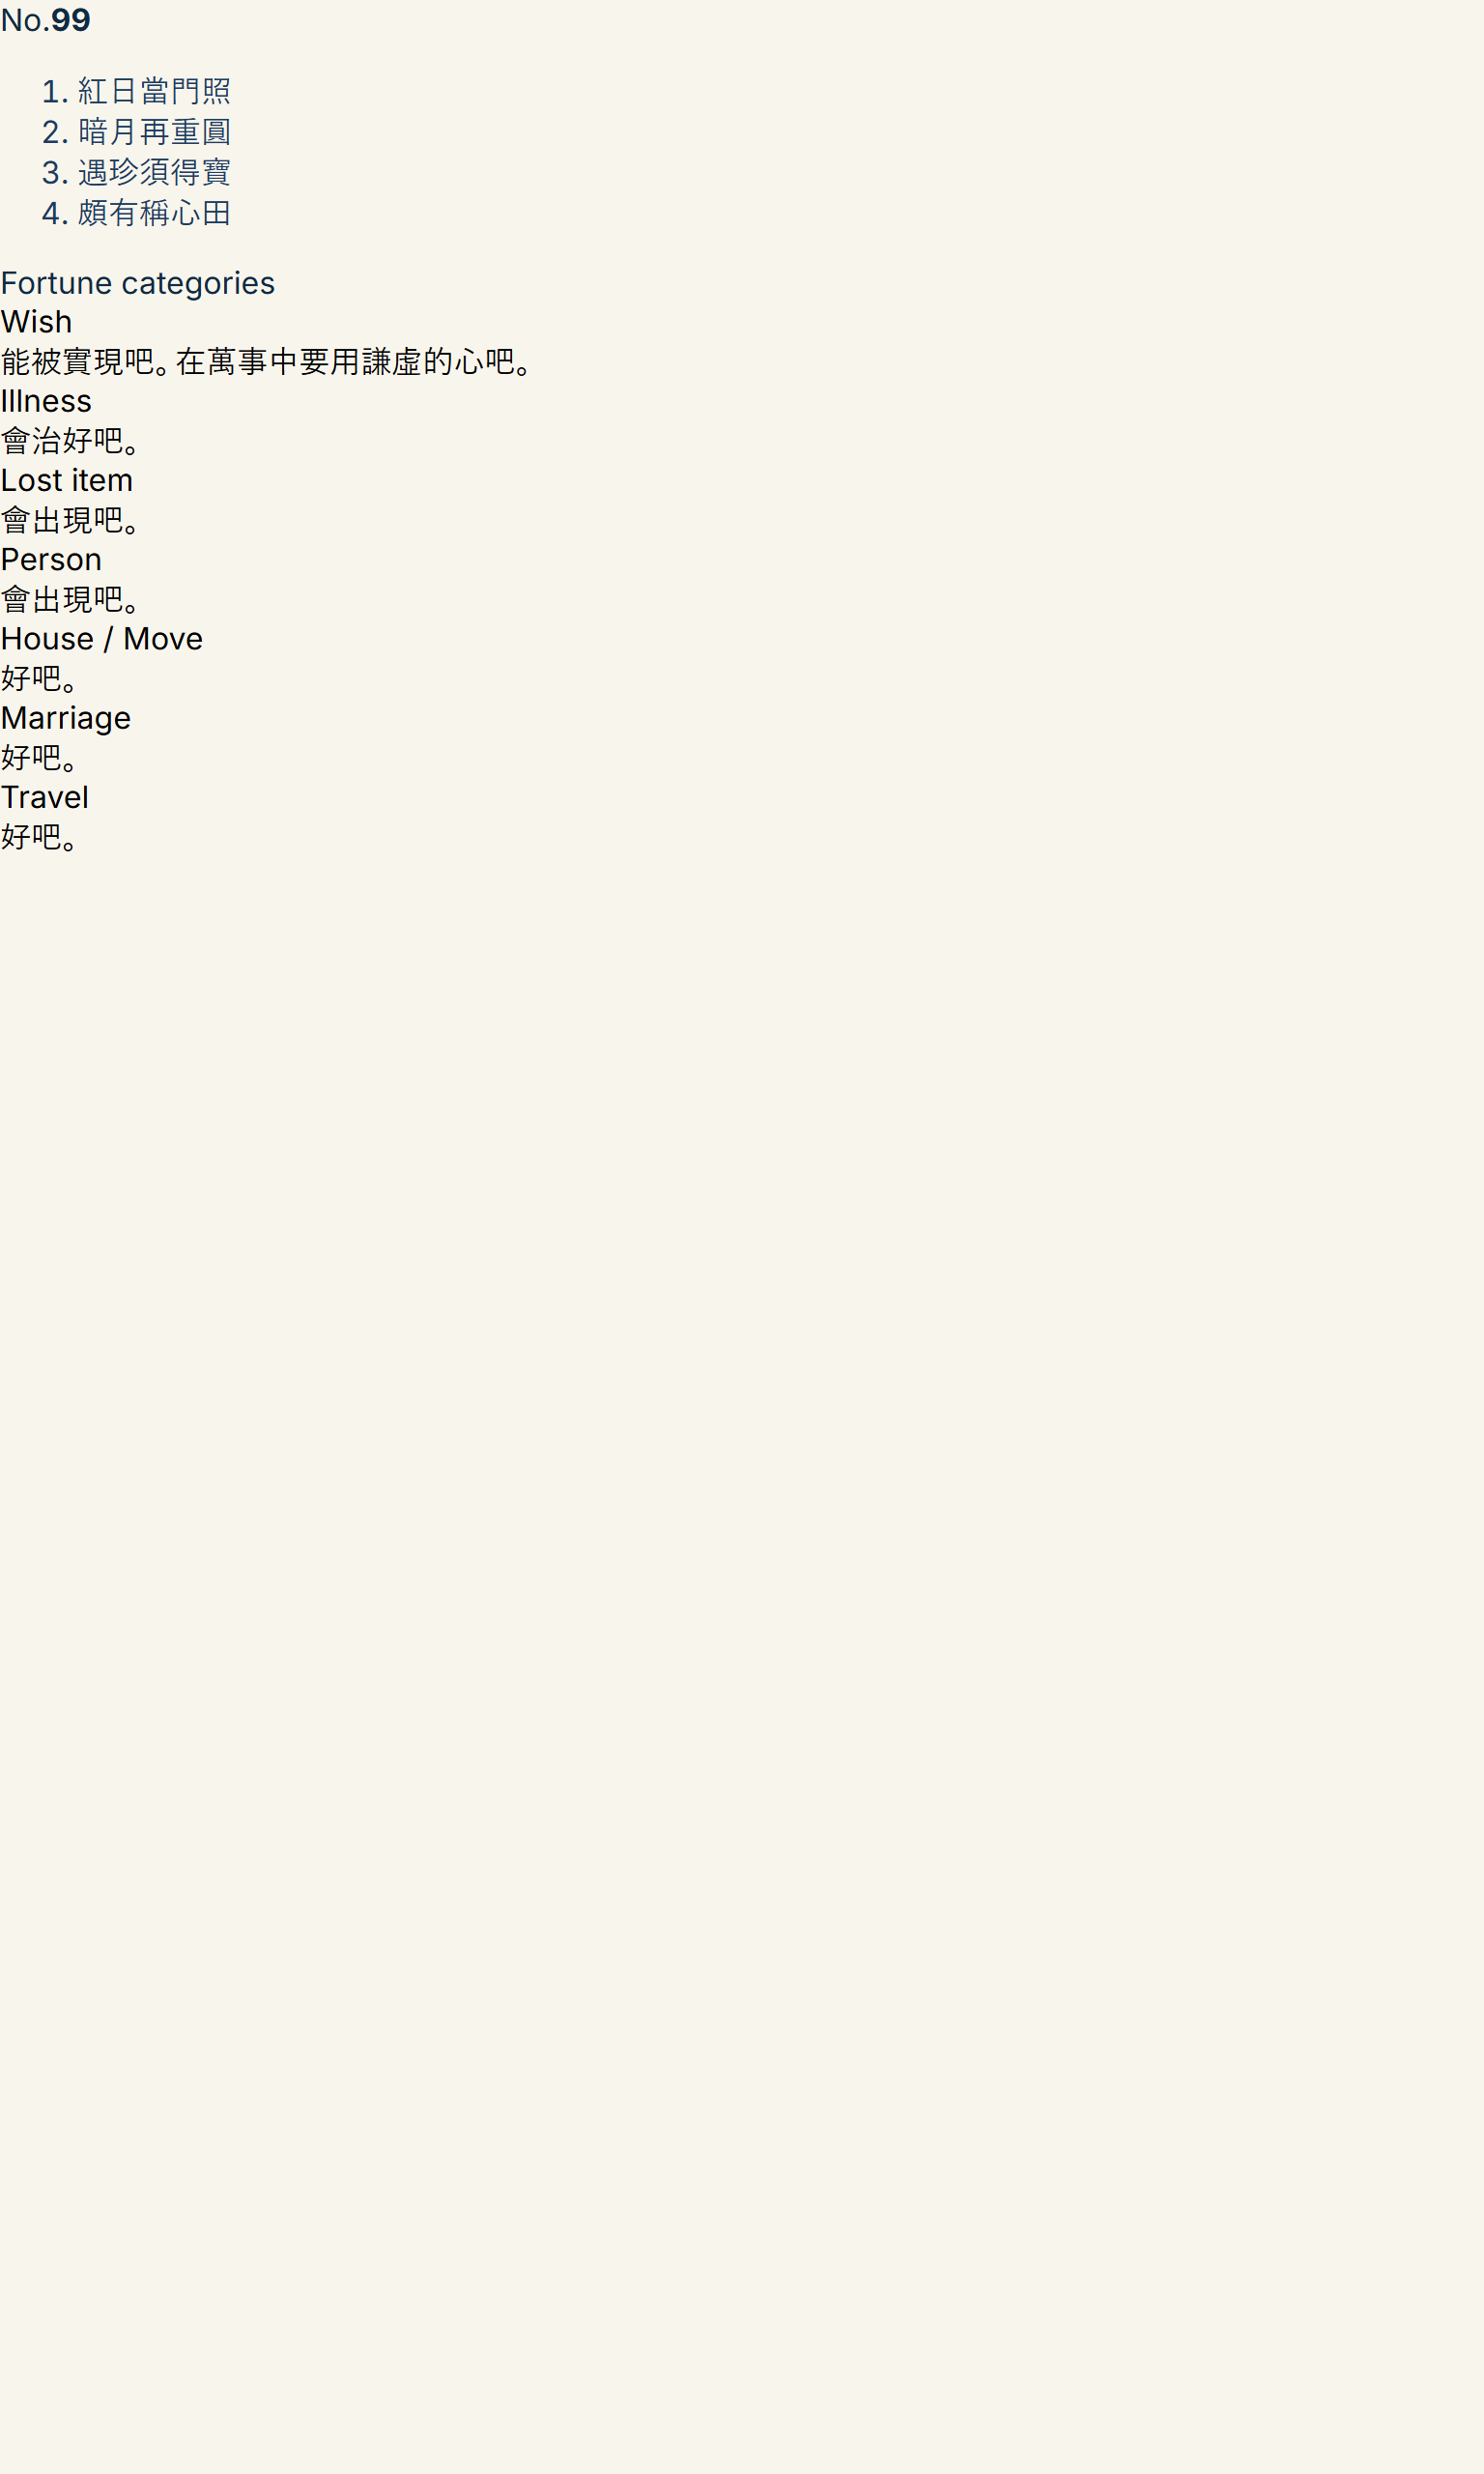 No.99
1. 紅日當門照
2. 暗月再重圓
3. 遇珍須得寶
4. 頗有稱心田
Fortune categories
Wish
能被實現吧。在萬事中要用謙虛的心吧。
Illness
會治好吧。
Lost item
會出現吧。
Person
會出現吧。
House / Move
好吧。
Marriage
好吧。
Travel
好吧。